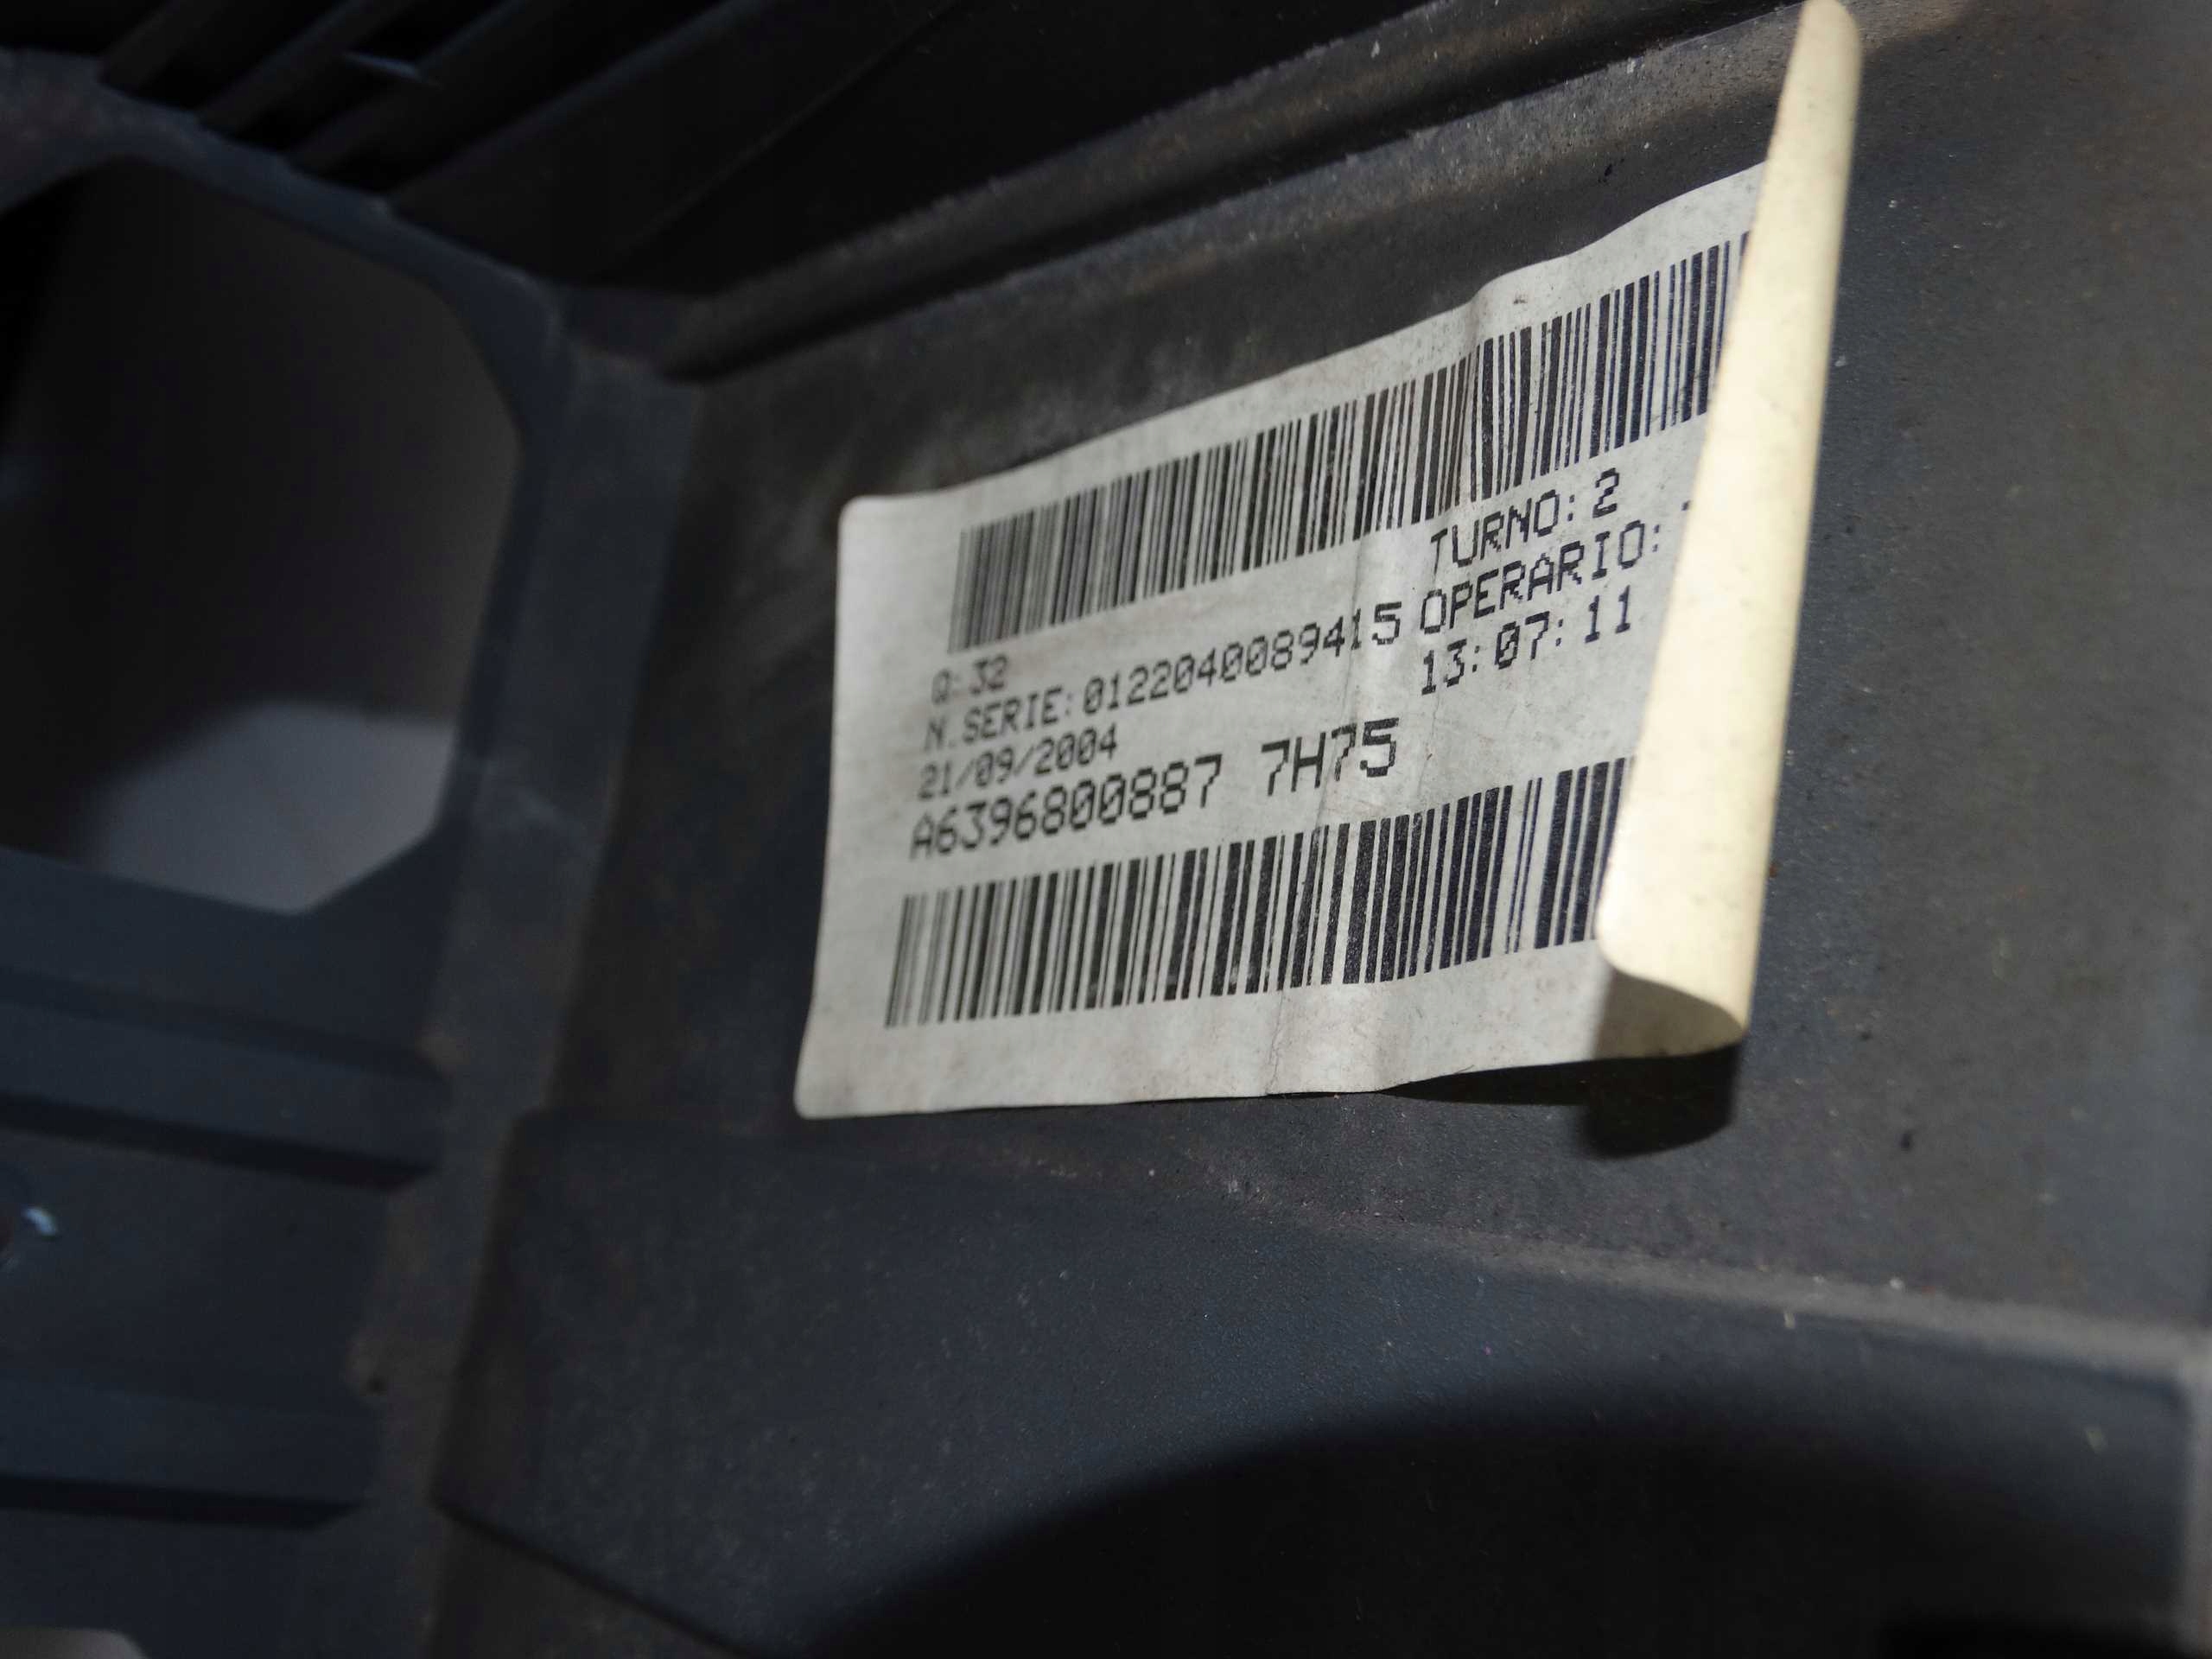 TURNO: 2
Q: 32
OPERARIO:
N.SERIE: 0122040089415
13:07:11
21/09/2004
A6396800887 7H75